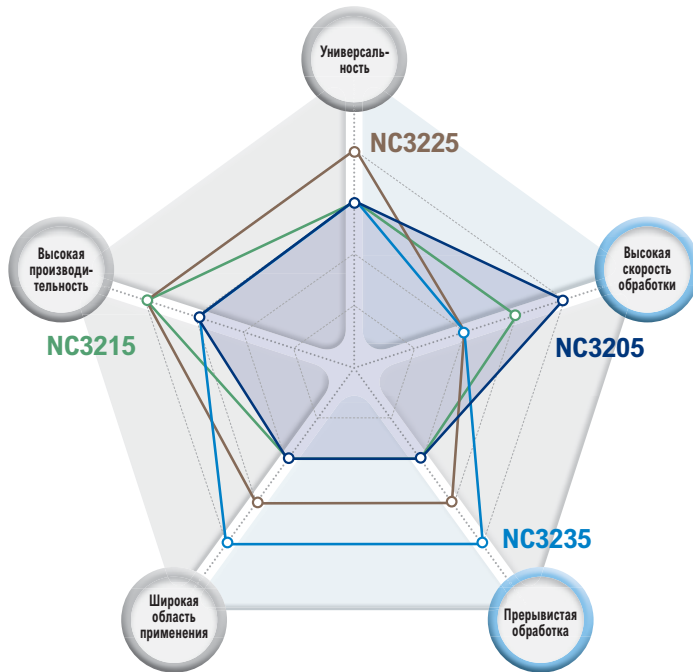 Универсаль-
ность
NC3225
Высокая
производи-
тельность
Высокая
скорость
обработки
NC3215
NC3205
NC3235
Широкая
область
применения
Прерывистая
обработка